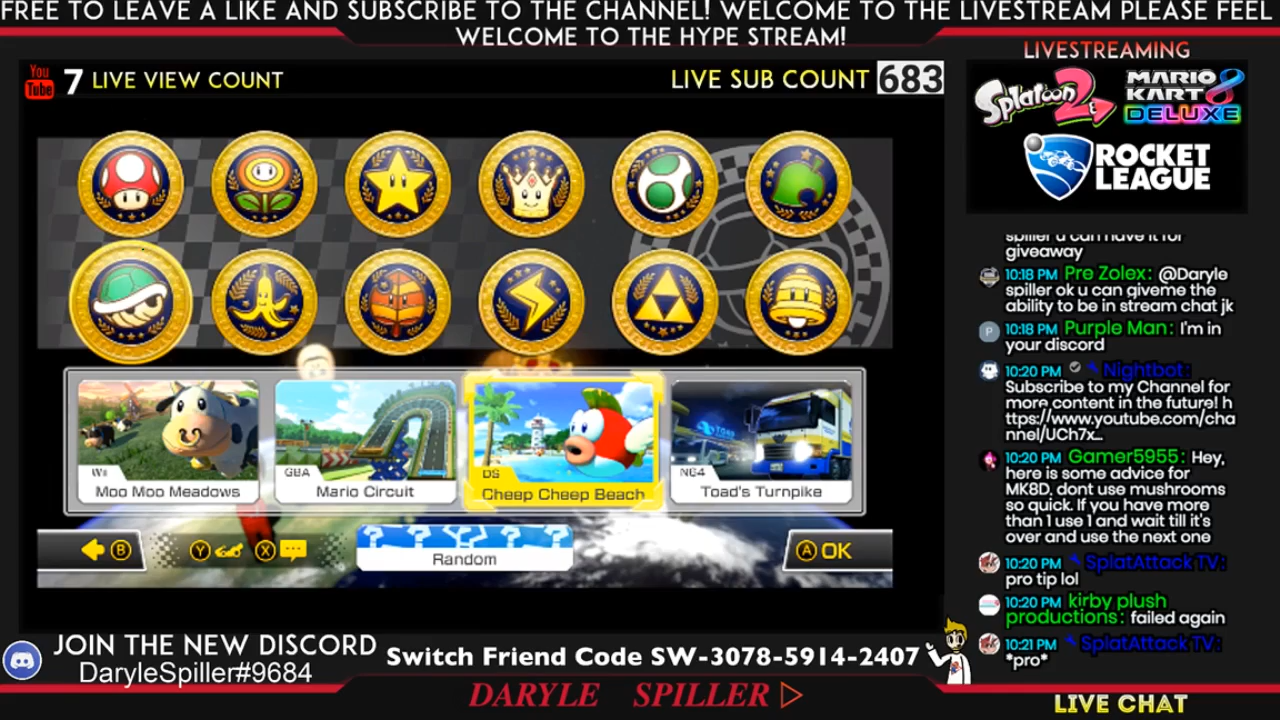 FREE TO LEAVE A LIKE AND SUBSCRIBE TO THE CHANNEL! WELCOME TO THE LIVESTREAM PLEASE FEEL
WELCOME TO THE HYPE STREAM!
You
Tube
7 LIVE VIEW COUNT
LIVE SUB COUNT 683
LIVESTREAMING
Splatoon 2
MARIO KART 8 DELUXE
ROCKET
LEAGUE
TOAD
Wii
Moo Moo Meadows
GBA
Mario Circuit
DS
Cheep Cheep Beach
N64
Toad's Turnpike
B
Y
X
? ? ? ? ?
Random
A OK
spiller u can have it for
giveaway
10:18 PM Pre Zolex: @Daryle
spiller ok u can giveme the
ability to be in stream chat jk
10:18 PM Purple Man: I'm in
P
your discord
10:20 PM Nightbot:
Subscribe to my Channel for
more content in the future! h
ttps://www.youtube.com/cha
nnel/UCh7x...
10:20 PM Gamer5955: Hey,
here is some advice for
MK8D, dont use mushrooms
so quick. If you have more
than 1 use 1 and wait till it's
over and use the next one
10:20 PM SplatAttack TV:
pro tip lol
10:20 PM kirby plush
productions: failed again
10:21 PM SplatAttack TV:
*pro*
JOIN THE NEW DISCORD
DaryleSpiller#9684
Switch Friend Code SW-3078-5914-2407
DARYLE SPILLER
LIVE CHAT